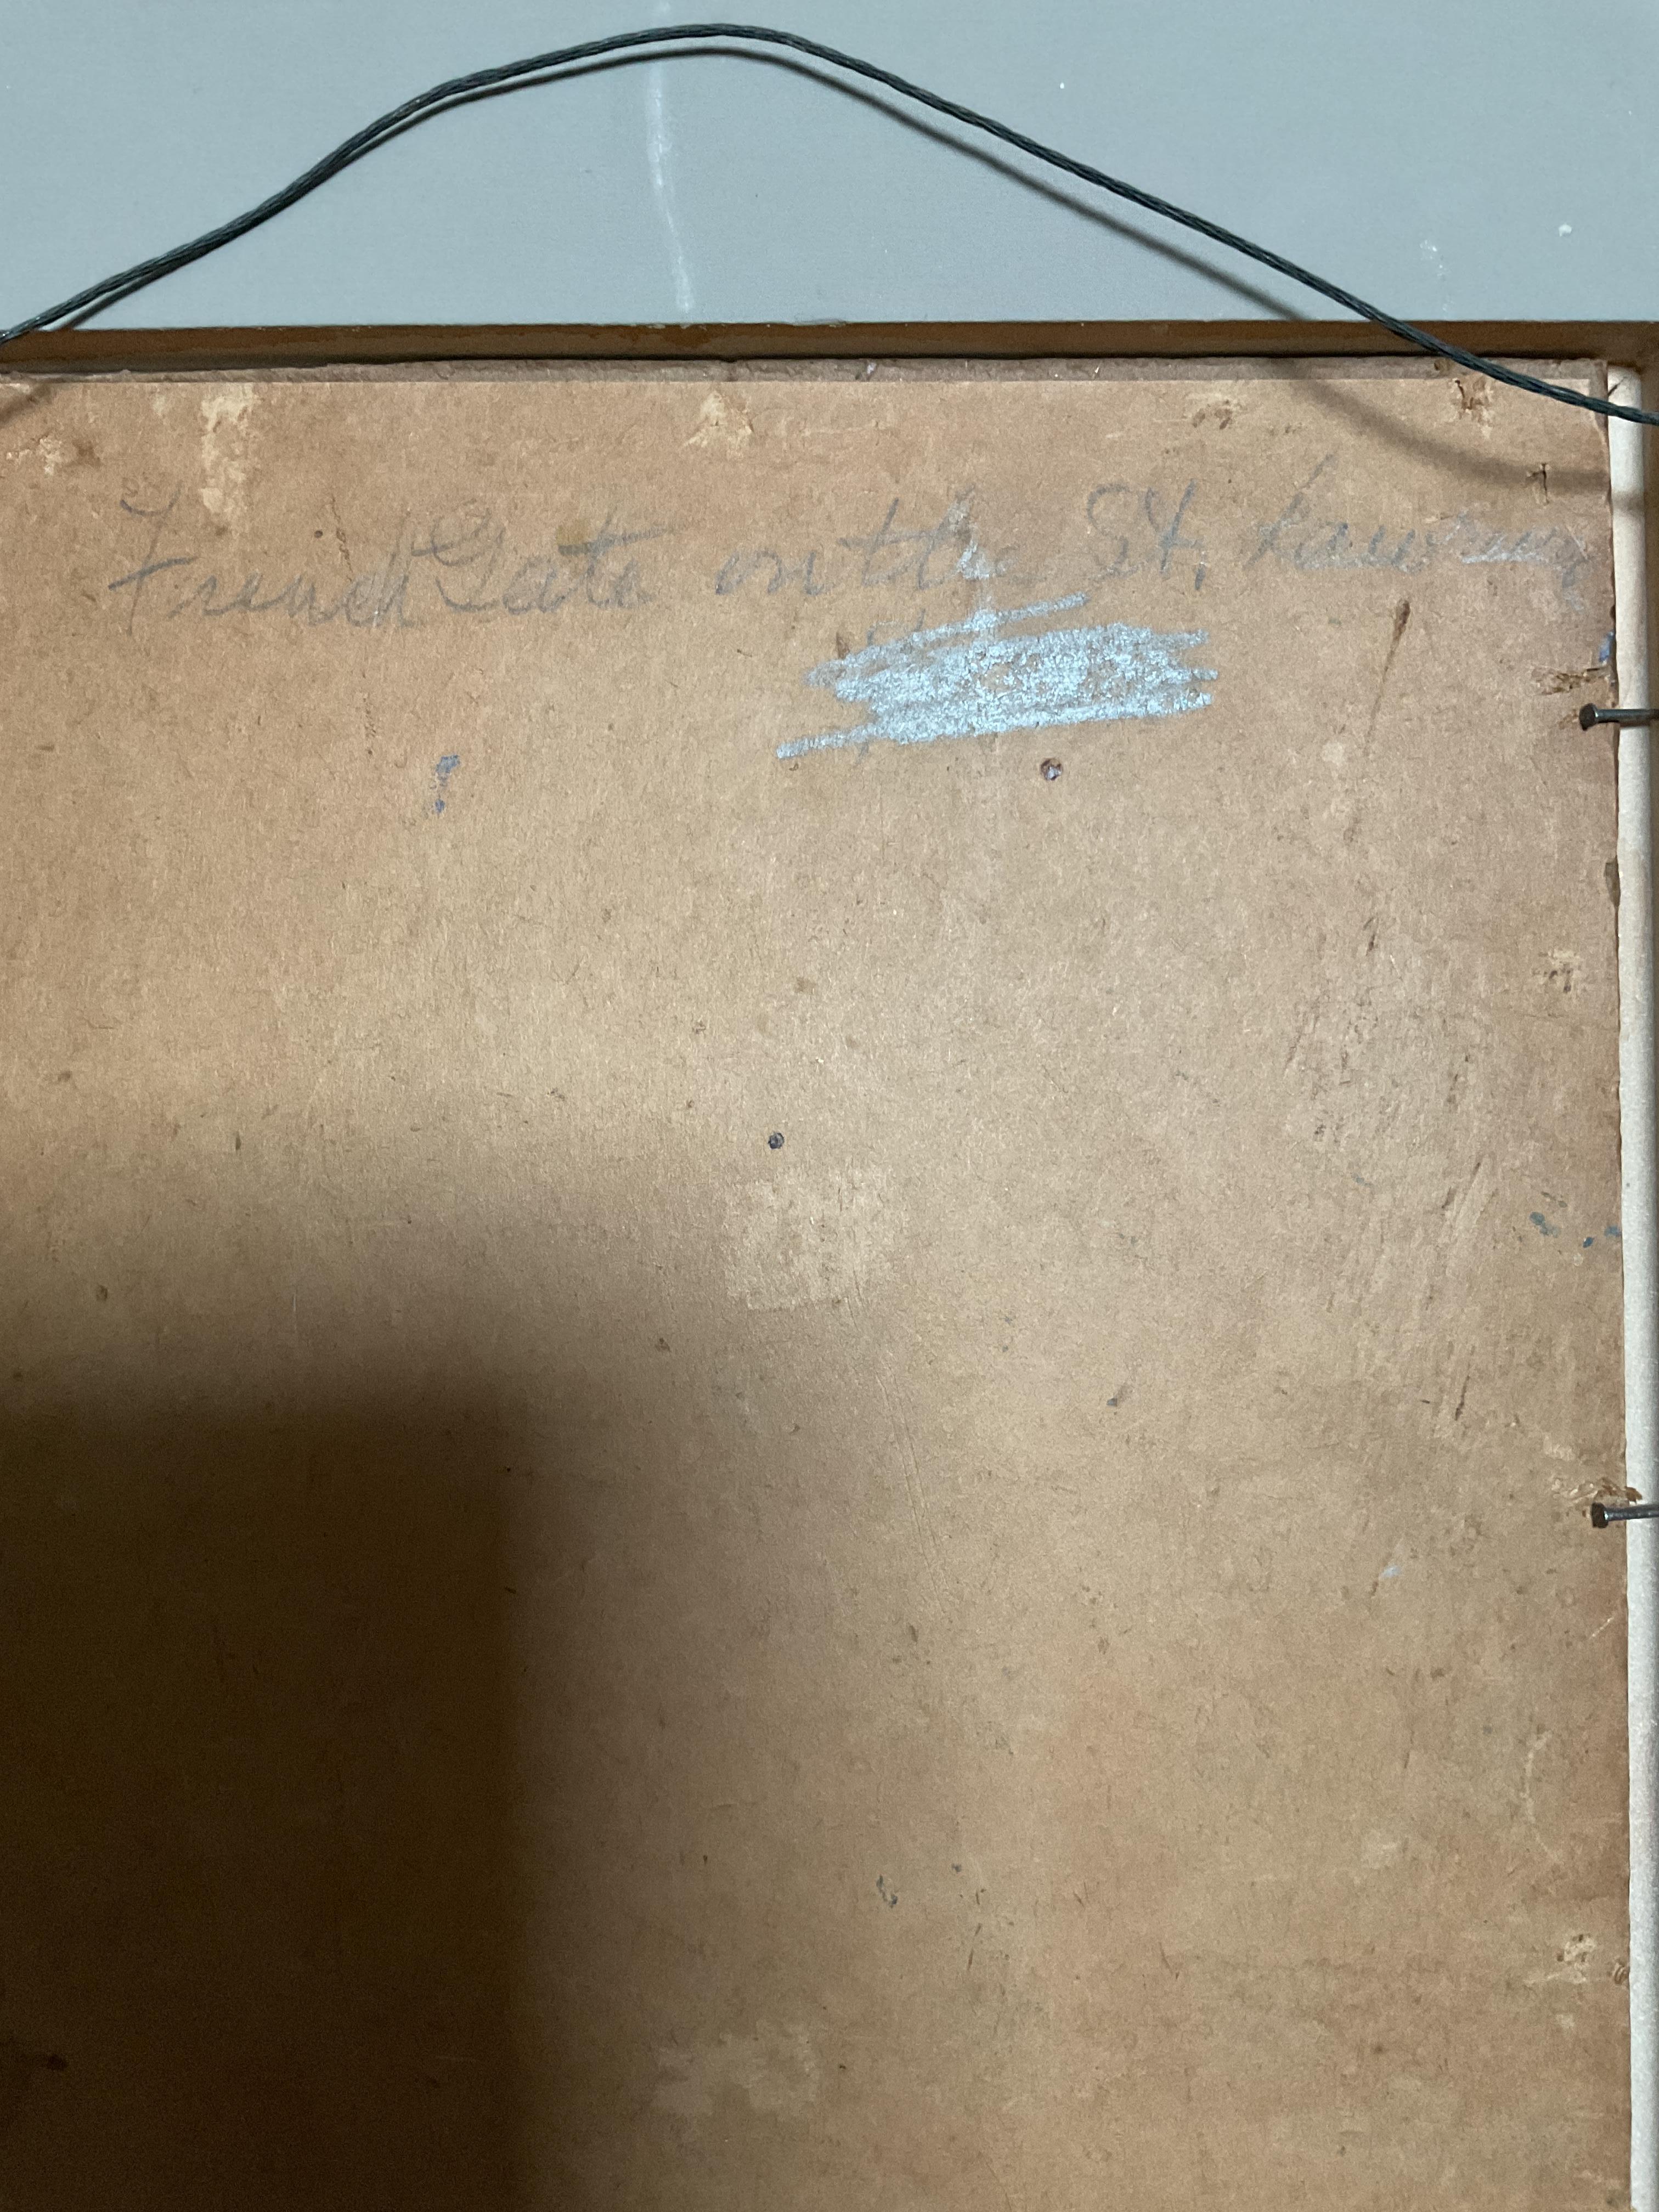 French Gate on the St. Lawrence